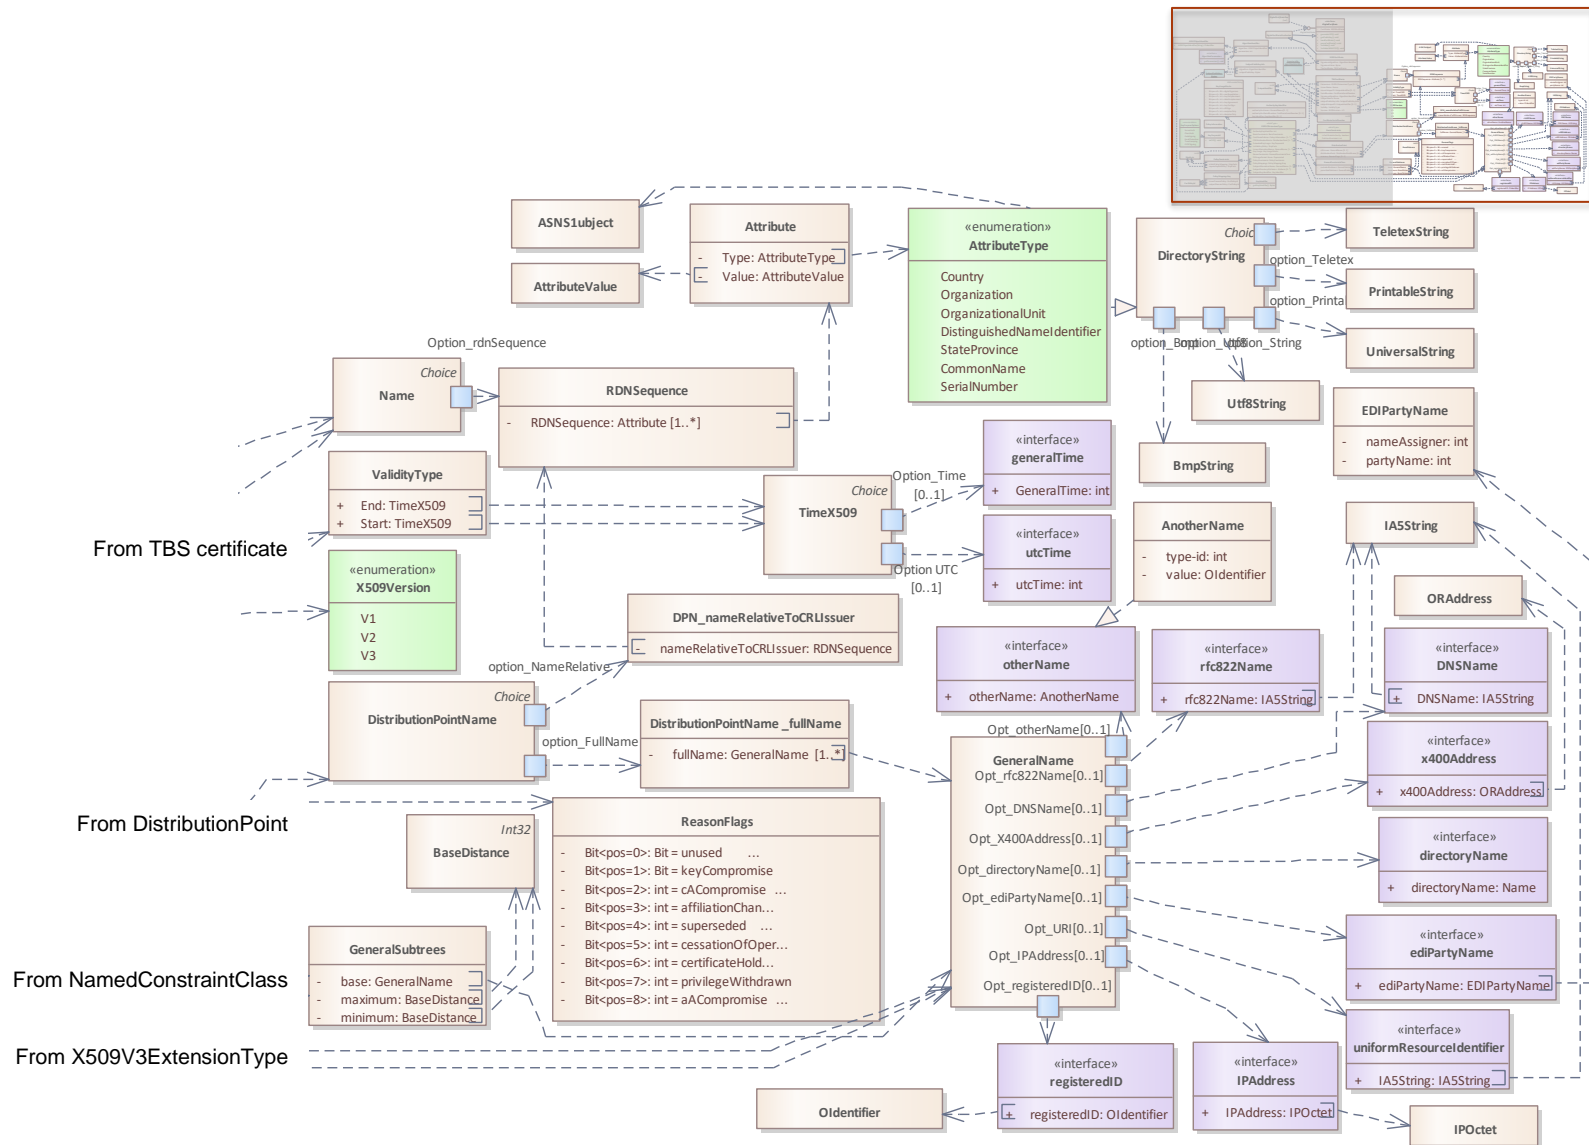 ASNS1ubject
AttributeValue
Attribute
- Type: AttributeType
- Value: AttributeValue
«enumeration»
AttributeType
Country
Organization
OrganizationalUnit
DistinguishedNameIdentifier
StateProvince
CommonName
SerialNumber
Choic
DirectoryString
TeletexString
option_Teletex
PrintableString
option_Printa
UniversalString
option_Bmpt
option_Utf8
option_String
Utf8String
BmpString
EDIPartyName
- nameAssigner: int
- partyName: int
Option_rdnSequence
Choice
Name
RDNSequence
- RDNSequence: Attribute [1..*]
ValidityType
+ End: TimeX509
+ Start: TimeX509
From TBS certificate
«enumeration»
X509Version
V1
V2
V3
Choice
TimeX509
Option_Time
[0..1]
«interface»
generalTime
+ GeneralTime: int
Option UTC
[0..1]
«interface»
utcTime
+ utcTime: int
AnotherName
- type-id: int
- value: OIdentifier
IA5String
ORAddress
DPN_nameRelativeToCRLIssuer
- nameRelativeToCRLIssuer: RDNSequence
option_NameRelative
Choice
DistributionPointName
option_FullName
DistributionPointName _fullName
- fullName: GeneralName [1..*]
From DistributionPoint
«interface»
otherName
+ otherName: AnotherName
«interface»
rfc822Name
+ rfc822Name: IA5String
«interface»
DNSName
+ DNSName: IA5String
«interface»
x400Address
+ x400Address: ORAddress
«interface»
directoryName
+ directoryName: Name
«interface»
ediPartyName
+ ediPartyName: EDIPartyName
«interface»
uniformResourceIdentifier
+ IA5String: IA5String
Opt_otherName[0..1]
GeneralName
Opt_rfc822Name[0..1]
Opt_DNSName[0..1]
Opt_X400Address[0..1]
Opt_directoryName[0..1]
Opt_ediPartyName[0..1]
Opt_URI[0..1]
Opt_IPAddress[0..1]
Opt_registeredID[0..1]
Int32
BaseDistance
ReasonFlags
- Bit<pos=0>: Bit = unused ...
- Bit<pos=1>: Bit = keyCompromise
- Bit<pos=2>: int = cACompromise ...
- Bit<pos=3>: int = affiliationChan...
- Bit<pos=4>: int = superseded ...
- Bit<pos=5>: int = cessationOfOper...
- Bit<pos=6>: int = certificateHold...
- Bit<pos=7>: int = privilegeWithdrawn
- Bit<pos=8>: int = aACompromise ...
GeneralSubtrees
- base: GeneralName
- maximum: BaseDistance
- minimum: BaseDistance
From NamedConstraintClass
From X509V3ExtensionType
OIdentifier
«interface»
registeredID
+ registeredID: OIdentifier
«interface»
IPAddress
+ IPAddress: IPOctet
IPOctet